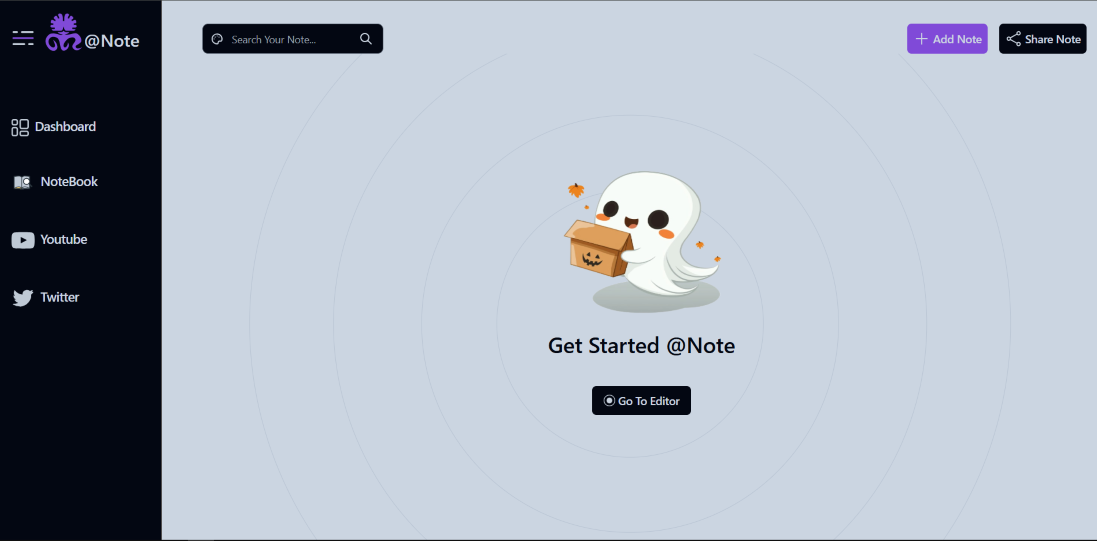 @Note
Search Your Note...
Add Note
Share Note
Dashboard
NoteBook
Youtube
Twitter
Get Started @Note
Go To Editor